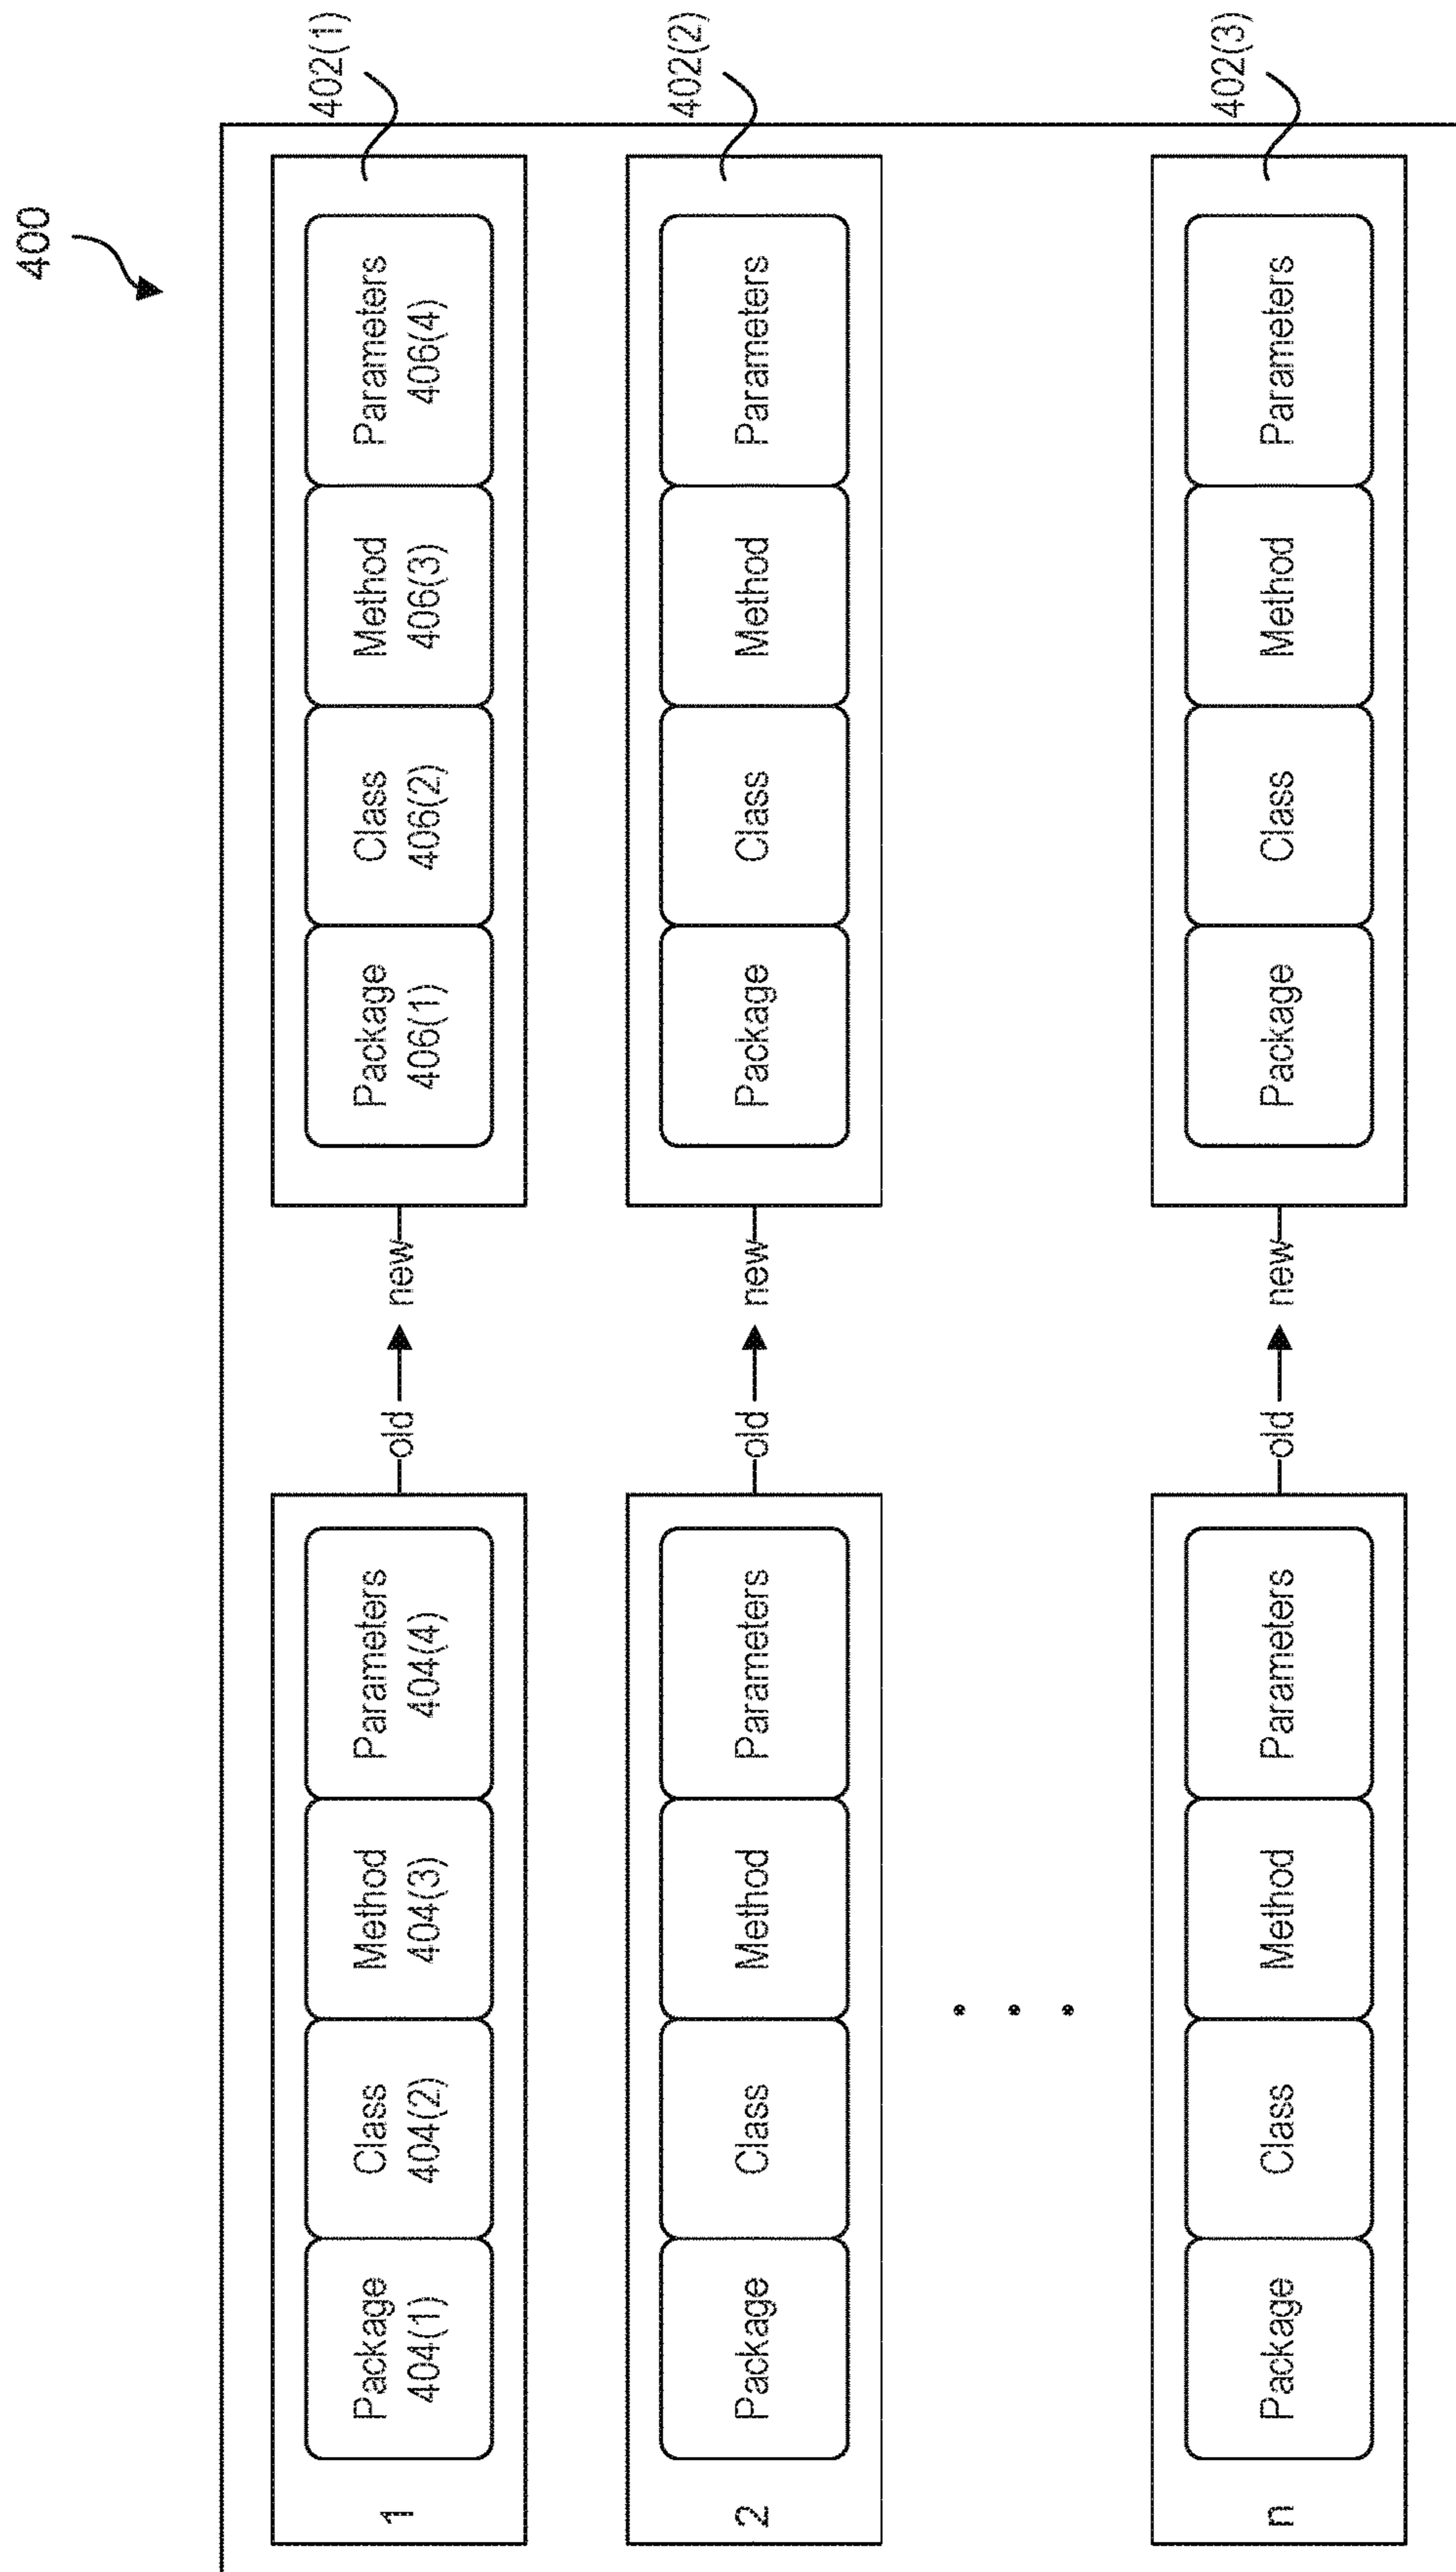 400
1
Package
404(1)
Class
404(2)
Method
404(3)
Parameters
404(4)
old
new
Package
406(1)
Class
406(2)
Method
406(3)
Parameters
406(4)
402(1)
2
Package
Class
Method
Parameters
old
new
Package
Class
Method
Parameters
402(2)
n
Package
Class
Method
Parameters
old
new
Package
Class
Method
Parameters
402(3)